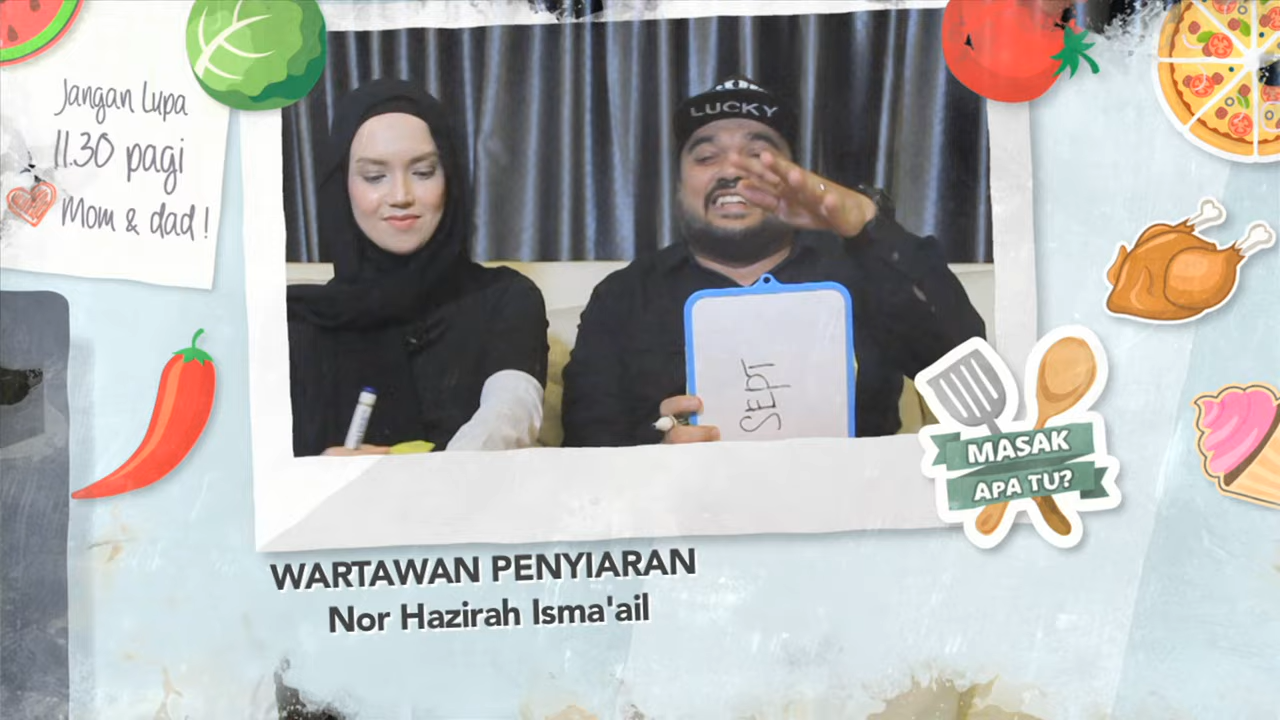 Jangan Lupa
11.30 pagi
Mom & dad !
LUCKY
SEPT
MASAK
APA TU?
WARTAWAN PENYIARAN
Nor Hazirah Isma'ail